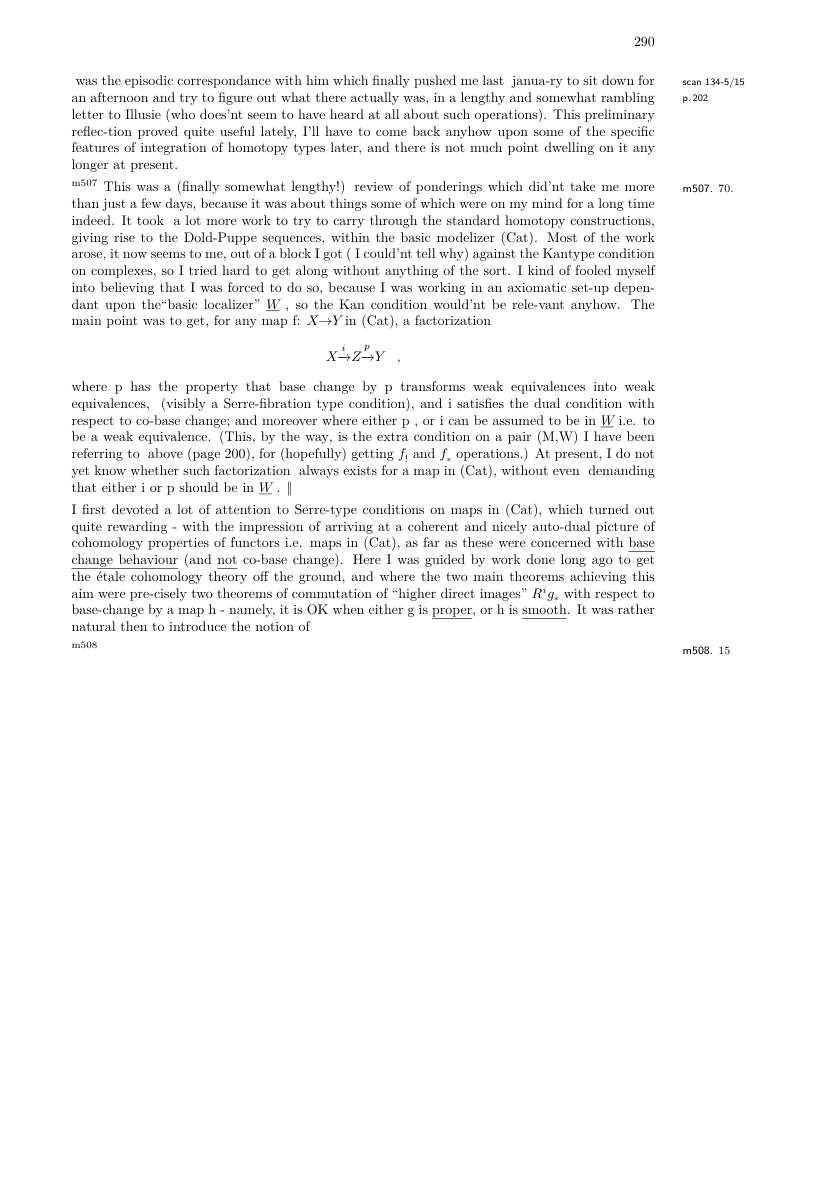 290
was the episodic correspondance with him which finally pushed me last janua-ry to sit down for
an afternoon and try to figure out what there actually was, in a lengthy and somewhat rambling
letter to Illusie (who does'nt seem to have heard at all about such operations). This preliminary
reflec-tion proved quite useful lately, I'll have to come back anyhow upon some of the specific
features of integration of homotopy types later, and there is not much point dwelling on it any
longer at present.
scan 134-5/15
p. 202
m507 This was a (finally somewhat lengthy!) review of ponderings which did'nt take me more
than just a few days, because it was about things some of which were on my mind for a long time
indeed. It took a lot more work to try to carry through the standard homotopy constructions,
giving rise to the Dold-Puppe sequences, within the basic modelizer (Cat). Most of the work
arose, it now seems to me, out of a block I got ( I could'nt tell why) against the Kantype condition
on complexes, so I tried hard to get along without anything of the sort. I kind of fooled myself
into believing that I was forced to do so, because I was working in an axiomatic set-up depen-
dant upon the“basic localizer” W , so the Kan condition would'nt be rele-vant anyhow. The
main point was to get, for any map f: X→Y in (Cat), a factorization
m507. 70.
X →^i Z →^p Y ,
where p has the property that base change by p transforms weak equivalences into weak
equivalences, (visibly a Serre-fibration type condition), and i satisfies the dual condition with
respect to co-base change; and moreover where either p , or i can be assumed to be in W i.e. to
be a weak equivalence. (This, by the way, is the extra condition on a pair (M,W) I have been
referring to above (page 200), for (hopefully) getting f_! and f_* operations.) At present, I do not
yet know whether such factorization always exists for a map in (Cat), without even demanding
that either i or p should be in W . ‖
I first devoted a lot of attention to Serre-type conditions on maps in (Cat), which turned out
quite rewarding - with the impression of arriving at a coherent and nicely auto-dual picture of
cohomology properties of functors i.e. maps in (Cat), as far as these were concerned with base
change behaviour (and not co-base change). Here I was guided by work done long ago to get
the étale cohomology theory off the ground, and where the two main theorems achieving this
aim were pre-cisely two theorems of commutation of “higher direct images” R^i g_* with respect to
base-change by a map h - namely, it is OK when either g is proper, or h is smooth. It was rather
natural then to introduce the notion of
m508
m508. 15